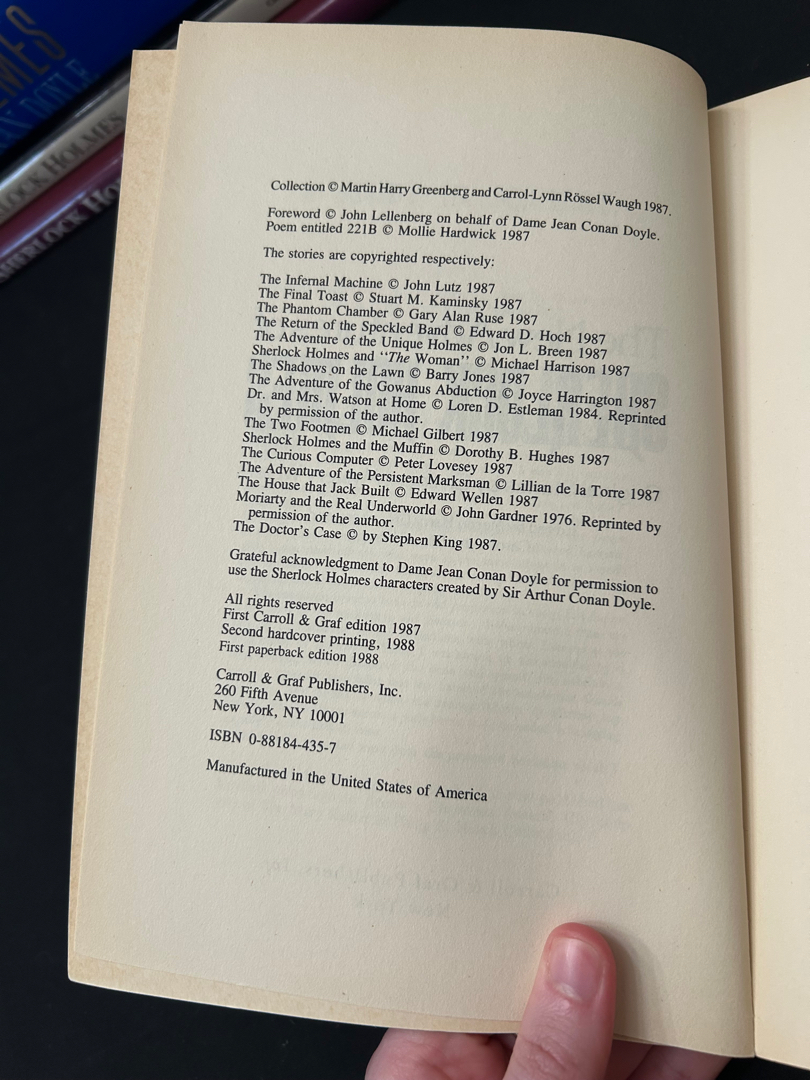 MES
Y DOYLE
LOCK HOLMES
HERLOCK HO
Collection © Martin Harry Greenberg and Carrol-Lynn Rössel Waugh 1987.
Foreword © John Lellenberg on behalf of Dame Jean Conan Doyle.
Poem entitled 221B © Mollie Hardwick 1987
The stories are copyrighted respectively:
The Infernal Machine © John Lutz 1987
The Final Toast © Stuart M. Kaminsky 1987
The Phantom Chamber © Gary Alan Ruse 1987
The Return of the Speckled Band © Edward D. Hoch 1987
The Adventure of the Unique Holmes © Jon L. Breen 1987
Sherlock Holmes and "The Woman" © Michael Harrison 1987
The Shadows on the Lawn © Barry Jones 1987
The Adventure of the Gowanus Abduction © Joyce Harrington 1987
Dr. and Mrs. Watson at Home © Loren D. Estleman 1984. Reprinted
by permission of the author.
The Two Footmen © Michael Gilbert 1987
Sherlock Holmes and the Muffin © Dorothy B. Hughes 1987
The Curious Computer © Peter Lovesey 1987
The Adventure of the Persistent Marksman © Lillian de la Torre 1987
The House that Jack Built © Edward Wellen 1987
Moriarty and the Real Underworld © John Gardner 1976. Reprinted by
permission of the author.
The Doctor's Case © by Stephen King 1987.
Grateful acknowledgment to Dame Jean Conan Doyle for permission to
use the Sherlock Holmes characters created by Sir Arthur Conan Doyle.
All rights reserved
First Carroll & Graf edition 1987
Second hardcover printing, 1988
First paperback edition 1988
Carroll & Graf Publishers, Inc.
260 Fifth Avenue
New York, NY 10001
ISBN 0-88184-435-7
Manufactured in the United States of America